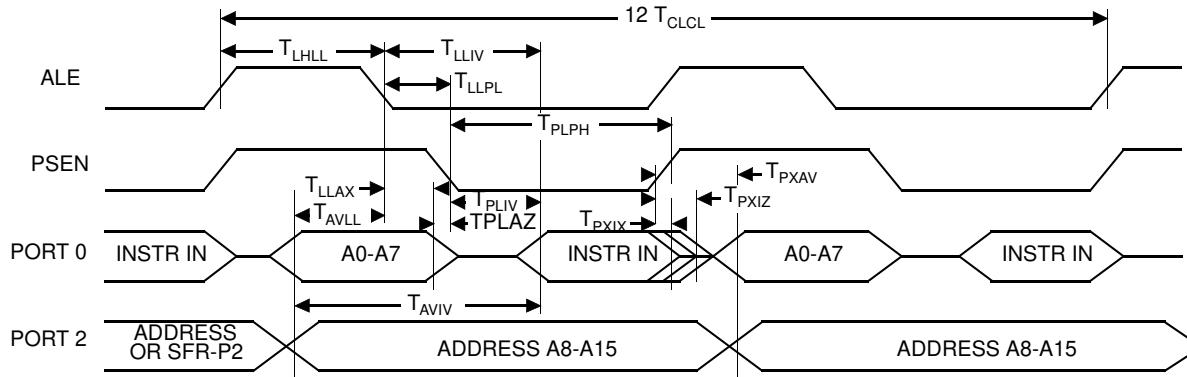 12 TCLCL
TLHLL TLLIV
ALE TLLPL
TPLPH
PSEN
TPXAV
TLLAX TPLIV TPXIZ
TAVLL TPLAZ TPXIX
PORT 0 INSTR IN A0-A7 INSTR IN A0-A7 INSTR IN
TAVIV
PORT 2 ADDRESS OR SFR-P2 ADDRESS A8-A15 ADDRESS A8-A15